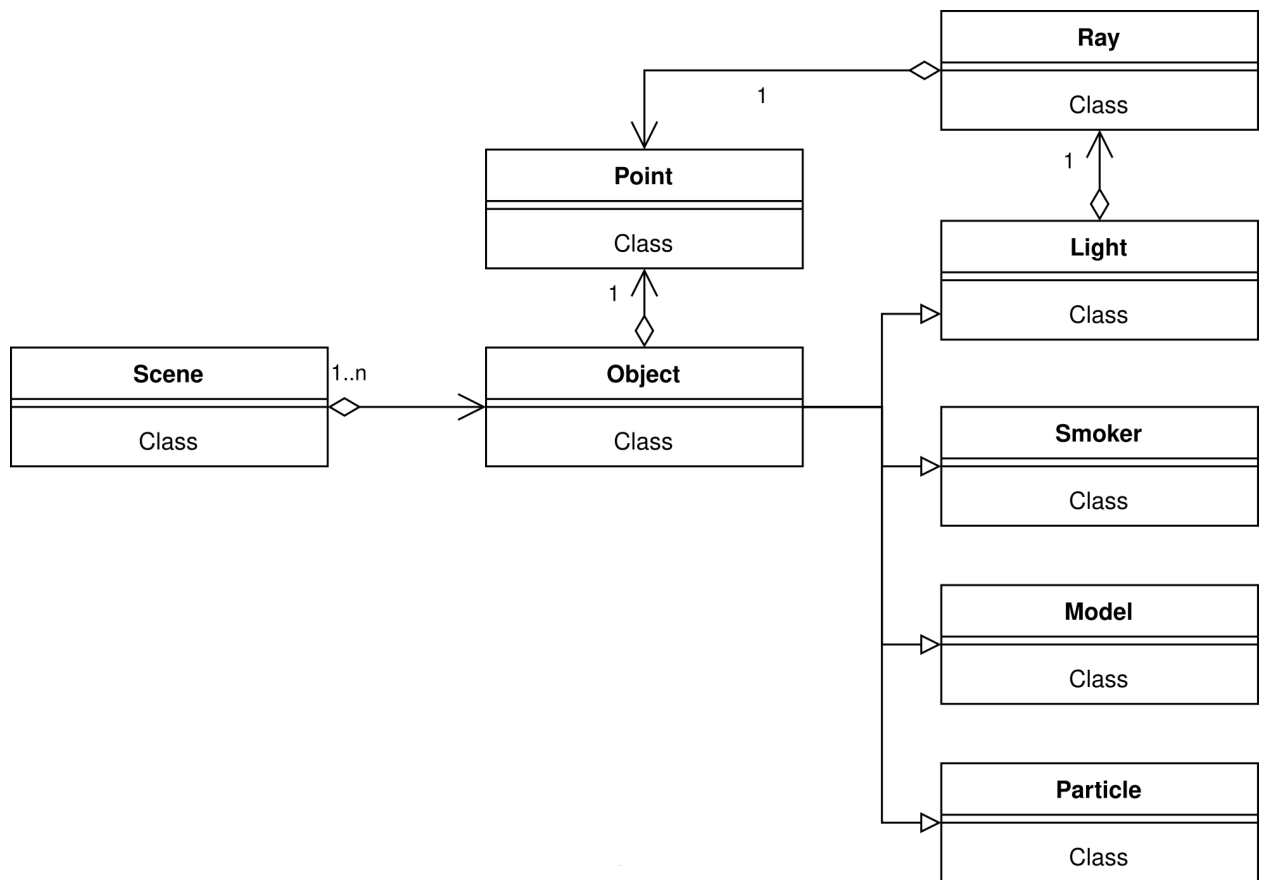 Ray
Class
1
Point
Class
1
Light
Class
1
Scene
Class
1..n
Object
Class
Smoker
Class
Model
Class
Particle
Class